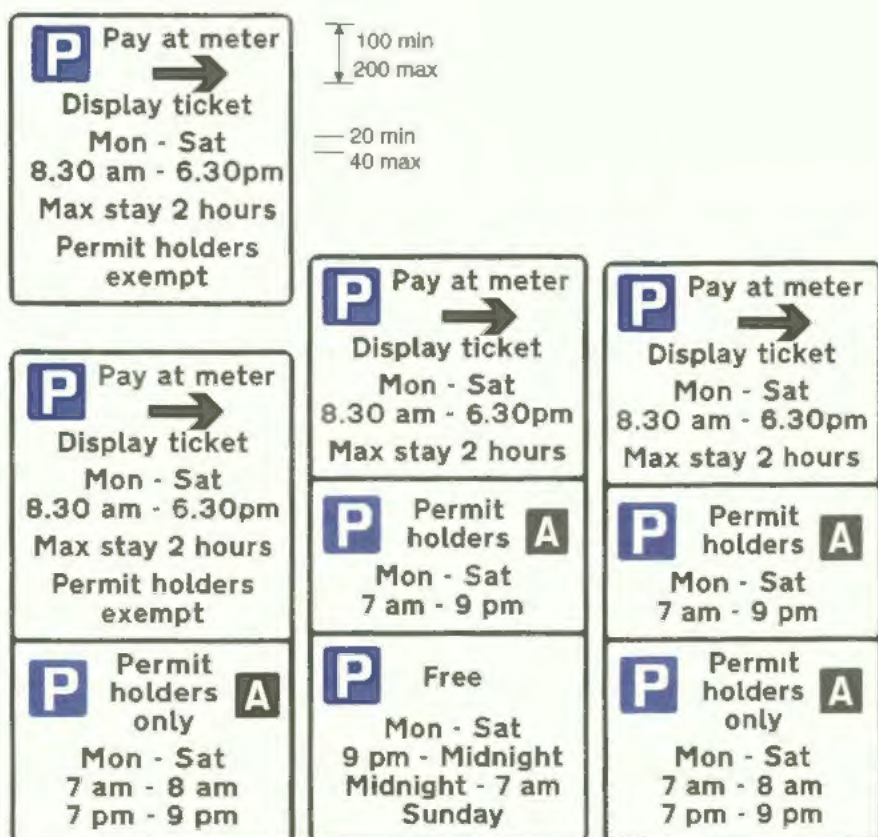 P Pay at meter
Display ticket
Mon - Sat
8.30 am - 6.30pm
Max stay 2 hours
Permit holders
exempt
100 min
200 max
20 min
40 max
P Pay at meter
Display ticket
Mon - Sat
8.30 am - 6.30pm
Max stay 2 hours
Permit holders
exempt
P Permit
holders A
only
Mon - Sat
7 am - 8 am
7 pm - 9 pm
P Pay at meter
Display ticket
Mon - Sat
8.30 am - 6.30pm
Max stay 2 hours
P Permit
holders A
Mon - Sat
7 am - 9 pm
P Free
Mon - Sat
9 pm - Midnight
Midnight - 7 am
Sunday
P Pay at meter
Display ticket
Mon - Sat
8.30 am - 6.30pm
Max stay 2 hours
P Permit
holders A
Mon - Sat
7 am - 9 pm
P Permit
holders A
only
Mon - Sat
7 am - 8 am
7 pm - 9 pm